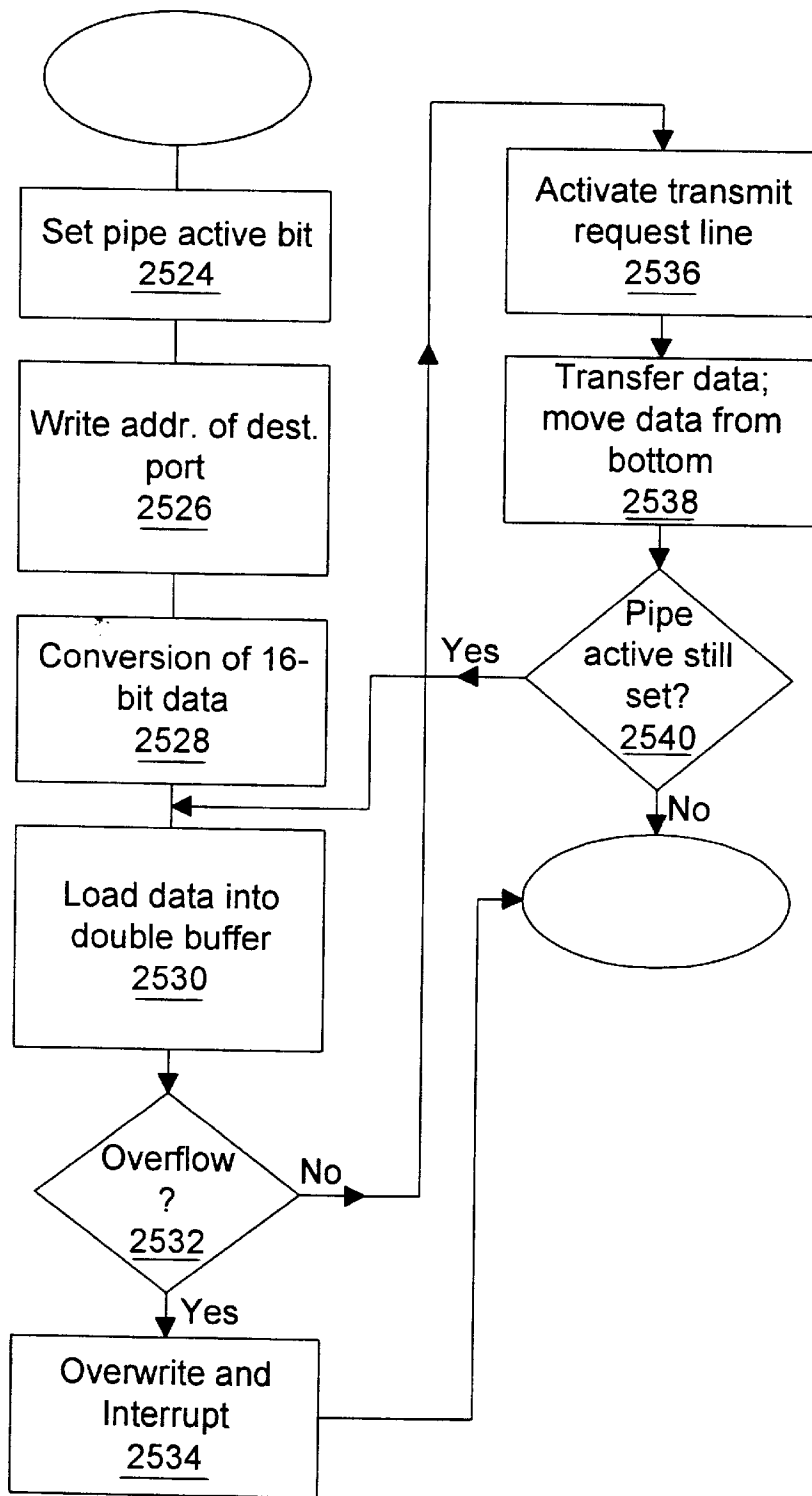 Set pipe active bit
2524
Write addr. of dest.
port
2526
Conversion of 16-
bit data
2528
Load data into
double buffer
2530
Overflow
?
2532
No
Yes
Overwrite and
Interrupt
2534
Activate transmit
request line
2536
Transfer data;
move data from
bottom
2538
Pipe
active still
set?
2540
Yes
No